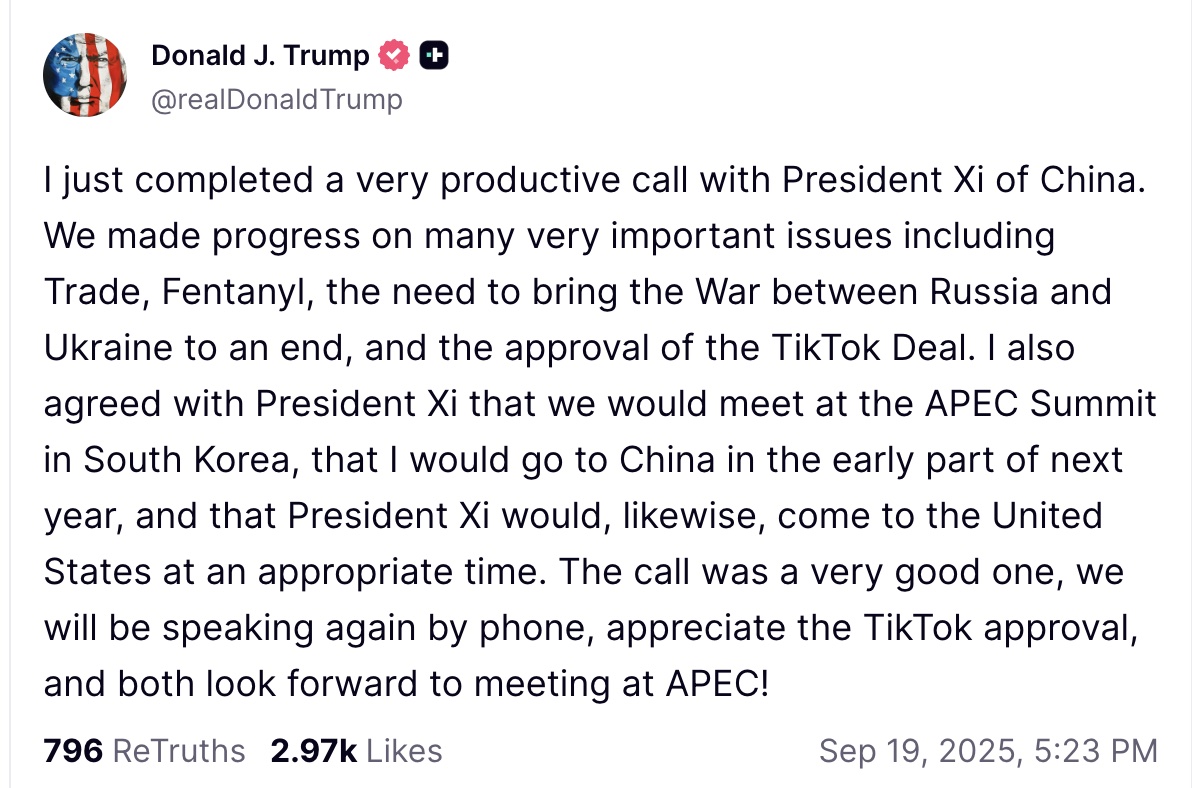 Donald J. Trump
@realDonaldTrump
I just completed a very productive call with President Xi of China.
We made progress on many very important issues including
Trade, Fentanyl, the need to bring the War between Russia and
Ukraine to an end, and the approval of the TikTok Deal. I also
agreed with President Xi that we would meet at the APEC Summit
in South Korea, that I would go to China in the early part of next
year, and that President Xi would, likewise, come to the United
States at an appropriate time. The call was a very good one, we
will be speaking again by phone, appreciate the TikTok approval,
and both look forward to meeting at APEC!
796 ReTruths 2.97k Likes Sep 19, 2025, 5:23 PM